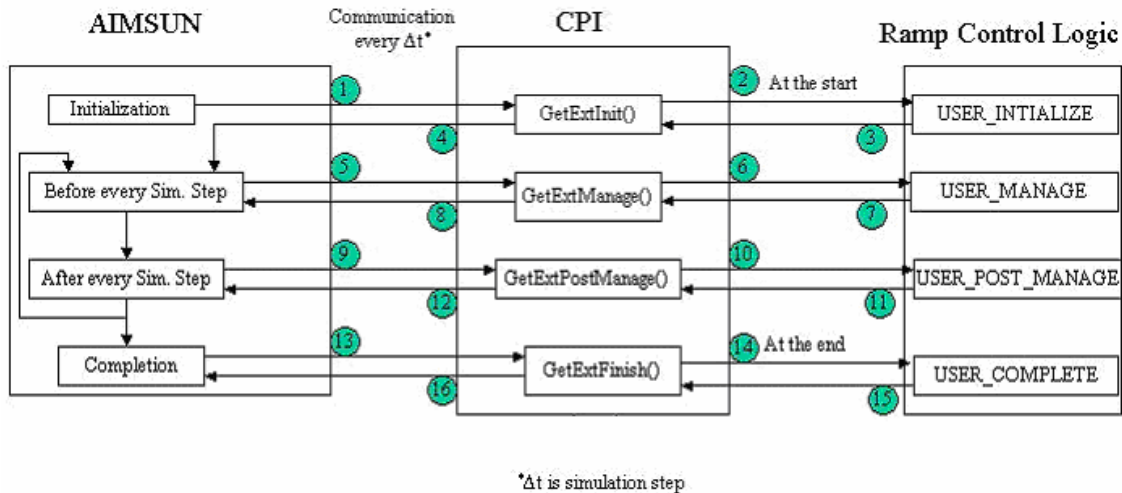 AIMSUN
Communication
every Δt*
CPI
Ramp Control Logic
1
2
At the start
Initialization
GetExtInit()
USER_INTIALIZE
4
3
5
6
Before every Sim. Step
GetExtManage()
USER_MANAGE
8
7
9
10
After every Sim. Step
GetExtPostManage()
USER_POST_MANAGE
12
11
13
14
At the end
Completion
GetExtFinish()
USER_COMPLETE
16
15
*Δt is simulation step